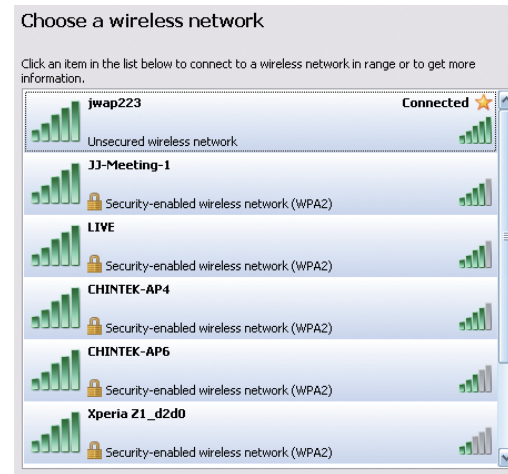 Choose a wireless network
Click an item in the list below to connect to a wireless network in range or to get more
information.
jwap223 Connected
Unsecured wireless network
JJ-Meeting-1
Security-enabled wireless network (WPA2)
LIVE
Security-enabled wireless network (WPA2)
CHINTEK-AP4
Security-enabled wireless network (WPA2)
CHINTEK-AP6
Security-enabled wireless network (WPA2)
Xperia Z1_d2d0
Security-enabled wireless network (WPA2)